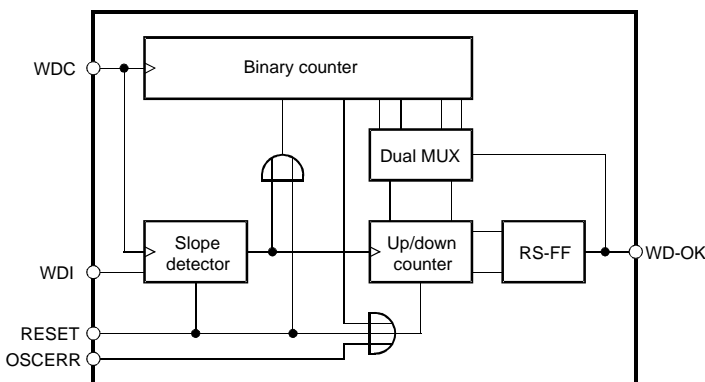 WDC
Binary counter
Dual MUX
Slope
detector
Up/down
counter
RS-FF
WD-OK
WDI
RESET
OSCERR